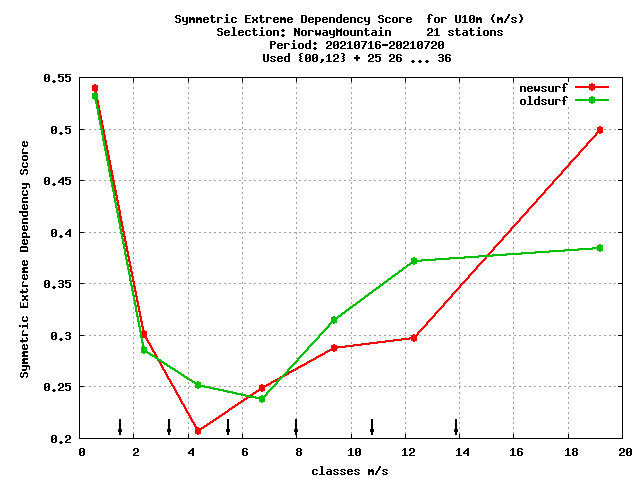 Symmetric Extreme Dependency Score  for U10m (m/s)
Selection: NorwayMountain     21 stations
Period: 20210716-20210720
Used {00,12} + 25 26 ... 36
newsurf
oldsurf
Symmetric Extreme Dependency Score
0.55
0.5
0.45
0.4
0.35
0.3
0.25
0.2
0 2 4 6 8 10 12 14 16 18 20
classes m/s